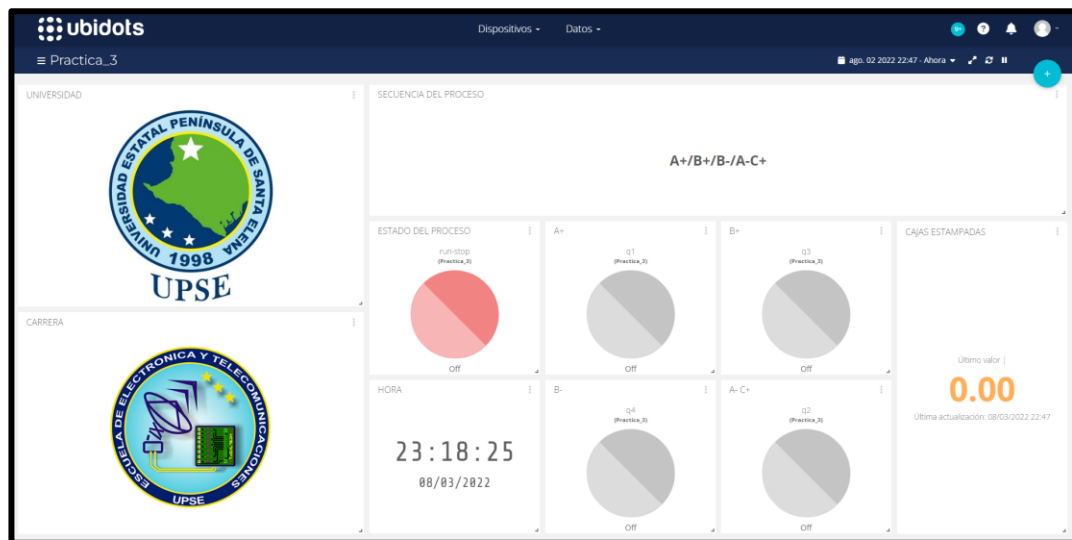 ubidots
Dispositivos
Datos
Practica_3
ago. 02 2022 22:47 - Ahora
UNIVERSIDAD
UNIVERSIDAD ESTATAL PENÍNSULA DE SANTA ELENA
1998
UPSE
CARRERA
ESCUELA DE ELECTRONICA Y TELECOMUNICACIONES
UPSE
SECUENCIA DEL PROCESO
A+/B+/B-/A-C+
ESTADO DEL PROCESO
run-stop
(Practica_3)
Off
A+
q1
(Practica_3)
Off
B+
q3
(Practica_3)
Off
CAJAS ESTAMPADAS
Último valor |
0.00
Última actualización: 08/03/2022 22:47
HORA
23:18:25
08/03/2022
B-
q4
(Practica_3)
Off
A- C+
q2
(Practica_3)
Off